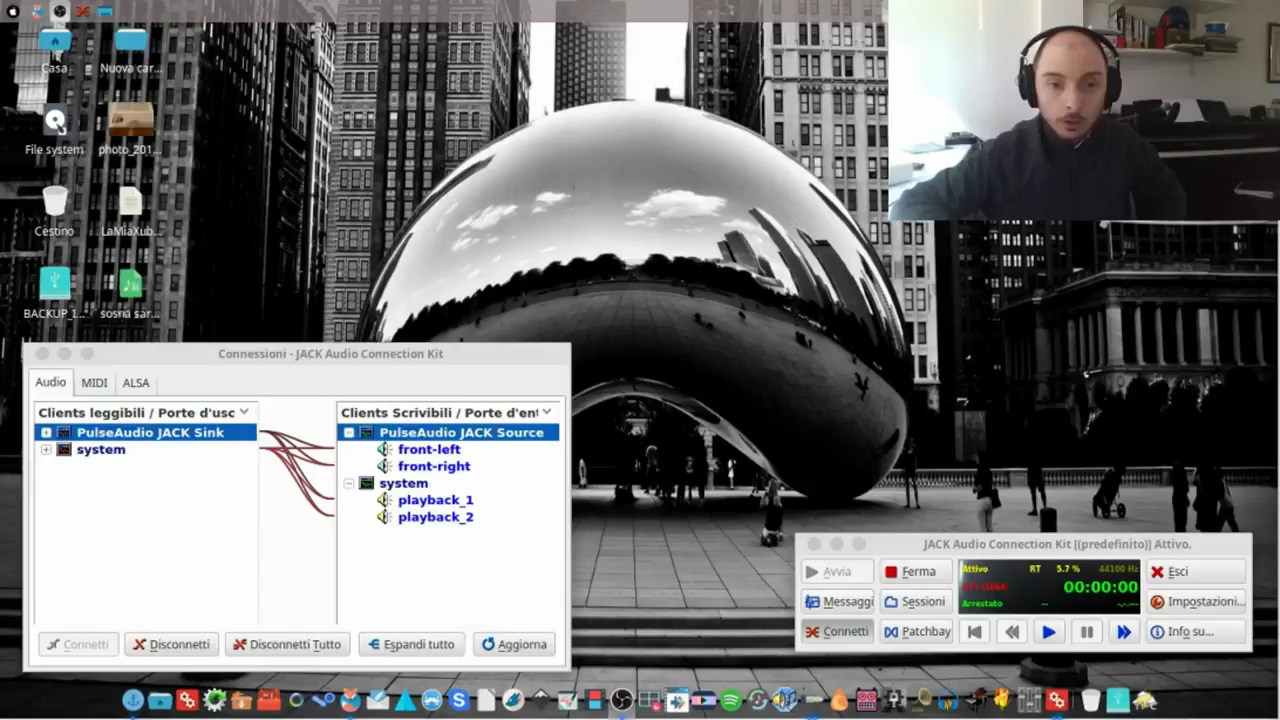 Casa
Nuova car...
File system
photo_201...
Cestino
LaMiaXub...
BACKUP_I...
sosna sar...
Connessioni - JACK Audio Connection Kit
Audio MIDI ALSA
Clients leggibili / Porte d'usc
Clients Scrivibili / Porte d'ent
PulseAudio JACK Sink
PulseAudio JACK Source
system
front-left
front-right
system
playback_1
playback_2
Connetti Disconnetti Disconnetti Tutto Espandi tutto Aggiorna
JACK Audio Connection Kit [(predefinito)] Attivo.
Avvia Ferma Attivo RT 5.7 % 44100 Hz Esci
00:00:00
Messaggi Sessioni Arrestato -- -.-.--- Impostazioni...
Connetti Patchbay Info su...